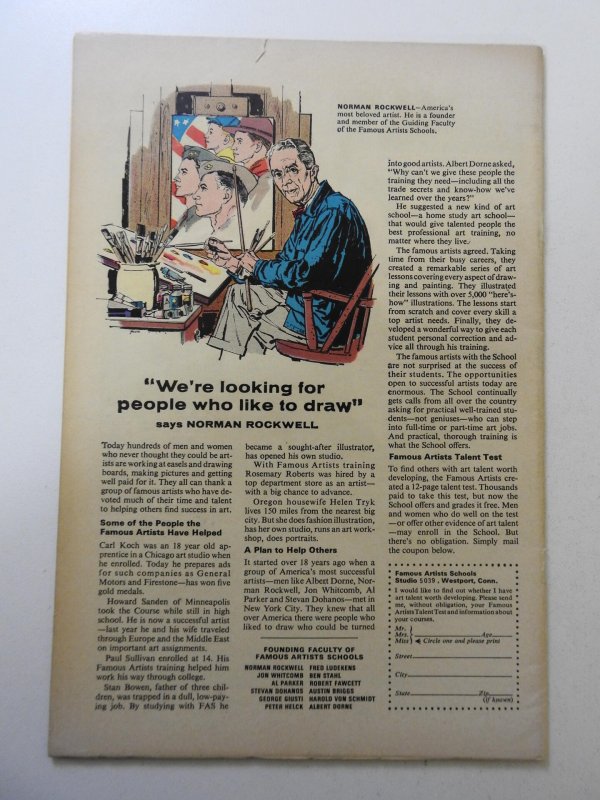 NORMAN ROCKWELL—America's
most beloved artist. He is a founder
and member of the Guiding Faculty
of the Famous Artists Schools.
"We're looking for
people who like to draw"
says NORMAN ROCKWELL
Today hundreds of men and women
who never thought they could be art-
ists are working at easels and drawing
boards, making pictures and getting
well paid for it. They all can thank a
group of famous artists who have de-
voted much of their time and talent
to helping others find success in art.
Some of the People the
Famous Artists Have Helped
Carl Koch was an 18 year old ap-
prentice in a Chicago art studio when
he enrolled. Today he prepares ads
for such companies as General
Motors and Firestone—has won five
gold medals.
Howard Sanden of Minneapolis
took the Course while still in high
school. He is now a successful artist
—last year he and his wife traveled
through Europe and the Middle East
on important art assignments.
Paul Sullivan enrolled at 14. His
Famous Artists training helped him
work his way through college.
Stan Bowen, father of three chil-
dren, was trapped in a dull, low-pay-
ing job. By studying with FAS he
became a sought-after illustrator,
has opened his own studio.
With Famous Artists training
Rosemary Roberts was hired by a
top department store as an artist—
with a big chance to advance.
Oregon housewife Helen Tryk
lives 150 miles from the nearest big
city. But she does fashion illustration,
has her own studio, runs an art work-
shop, does portraits.
A Plan to Help Others
It started over 18 years ago when a
group of America's most successful
artists—men like Albert Dorne, Nor-
man Rockwell, Jon Whitcomb, Al
Parker and Stevan Dohanos—met in
New York City. They knew that all
over America there were people who
liked to draw who could be turned
FOUNDING FACULTY OF
FAMOUS ARTISTS SCHOOLS
NORMAN ROCKWELL FRED LUDEKENS
JON WHITCOMB BEN STAHL
AL PARKER ROBERT FAWCETT
STEVAN DOHANOS AUSTIN BRIGGS
GEORGE GIUSTI HAROLD VON SCHMIDT
PETER HELCK ALBERT DORNE
into good artists. Albert Dorne asked,
"Why can't we give these people the
training they need—including all the
trade secrets and know-how we've
learned over the years?"
He suggested a new kind of art
school—a home study art school—
that would give talented people the
best professional art training, no
matter where they live.
The famous artists agreed. Taking
time from their busy careers, they
created a remarkable series of art
lessons covering every aspect of draw-
ing and painting. They illustrated
their lessons with over 5,000 "here's-
how" illustrations. The lessons start
from scratch and cover every skill a
top artist needs. Finally, they de-
veloped a wonderful way to give each
student personal correction and ad-
vice all through his training.
The famous artists with the School
are not surprised at the success of
their students. The opportunities
open to successful artists today are
enormous. The School continually
gets calls from all over the country
asking for practical well-trained stu-
dents—not geniuses—who can step
into full-time or part-time art jobs.
And practical, thorough training is
what the School offers.
Famous Artists Talent Test
To find others with art talent worth
developing, the Famous Artists cre-
ated a 12-page talent test. Thousands
paid to take this test, but now the
School offers and grades it free. Men
and women who do well on the test
—or offer other evidence of art talent
—may enroll in the School. But
there's no obligation. Simply mail
the coupon below.
Famous Artists Schools
Studio 5039, Westport, Conn.
I would like to find out whether I have
art talent worth developing. Please send
me, without obligation, your Famous
Artists Talent Test and information about
your courses.
Mr.
Mrs. Age
Miss Circle one and please print
Street
City
State Zip
(if known)